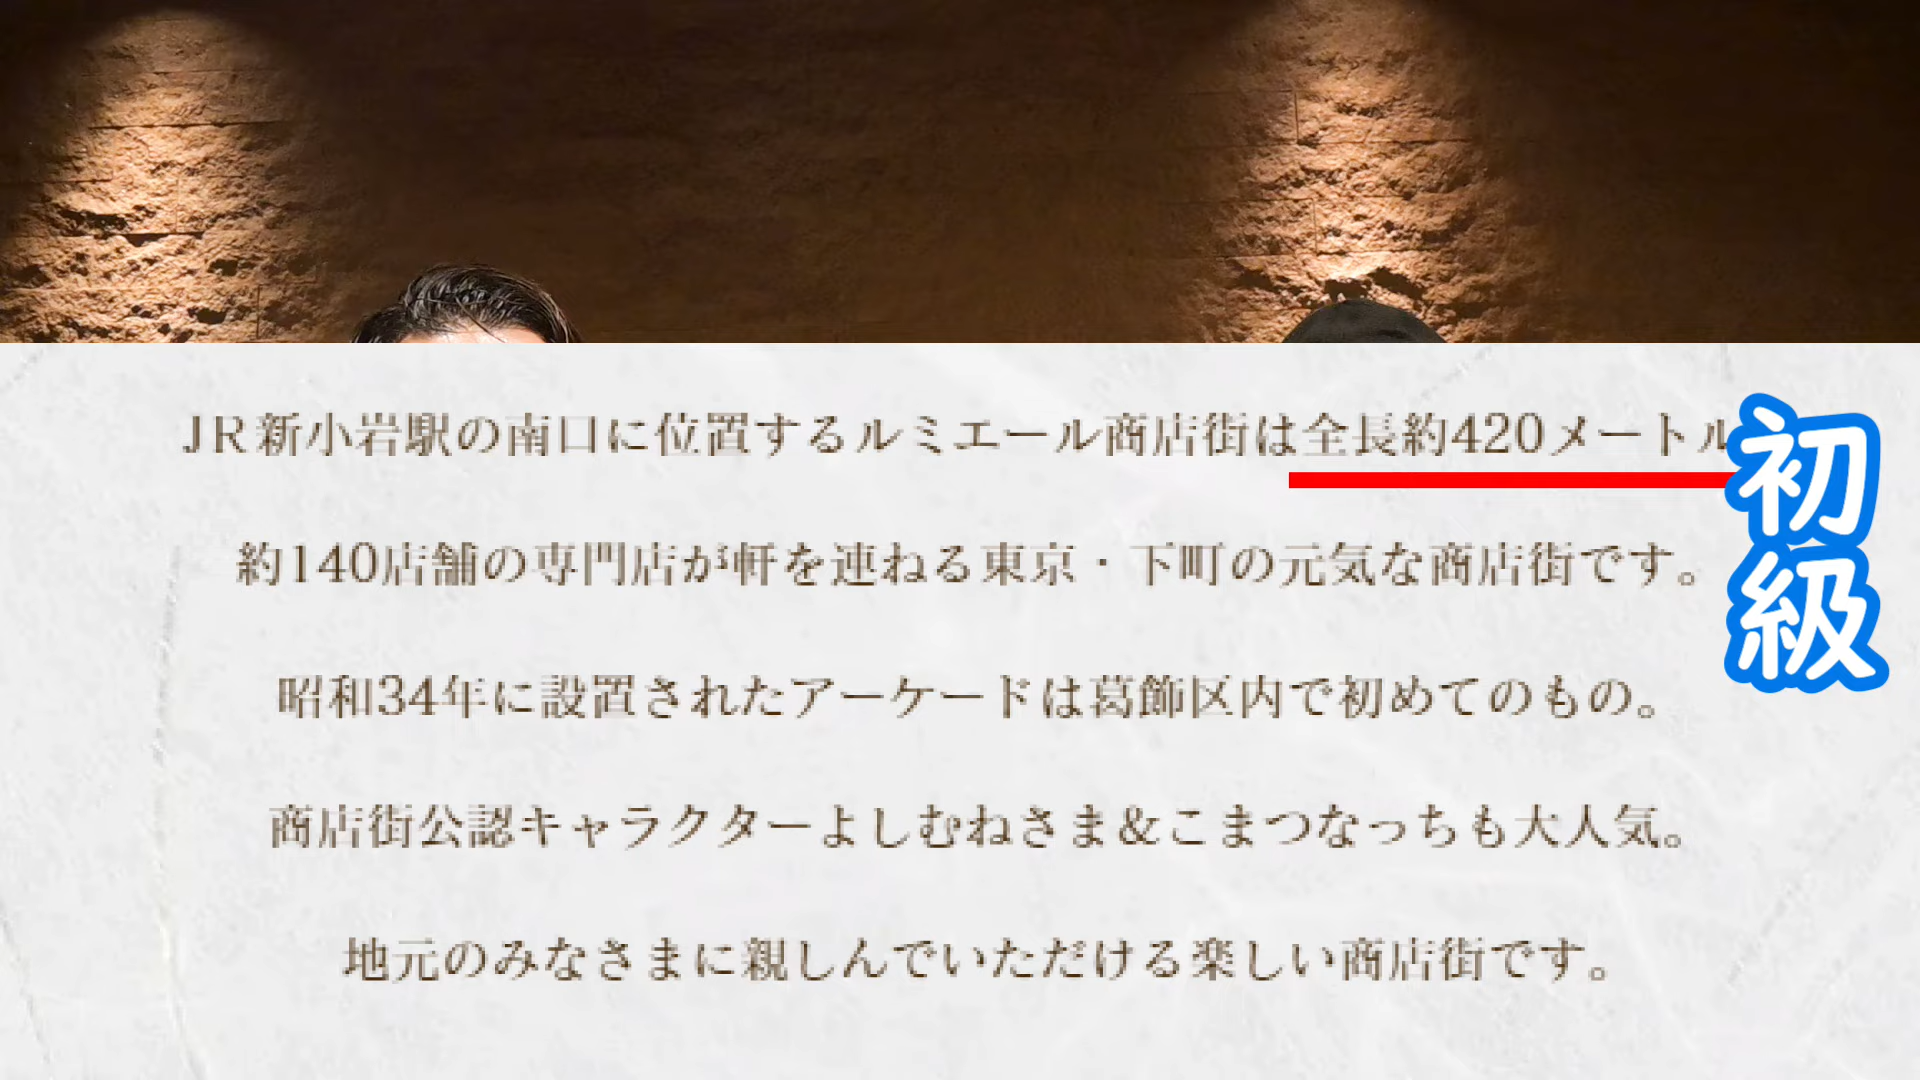 JR新小岩駅の南口に位置するルミエール商店街は全長約420メートル
約140店舗の専門店が軒を連ねる東京・下町の元気な商店街です。
昭和34年に設置されたアーケードは葛飾区内で初めてのもの。
商店街公認キャラクターよしむねさま&こまつなっちも大人気。
地元のみなさまに親しんでいただける楽しい商店街です。
初級